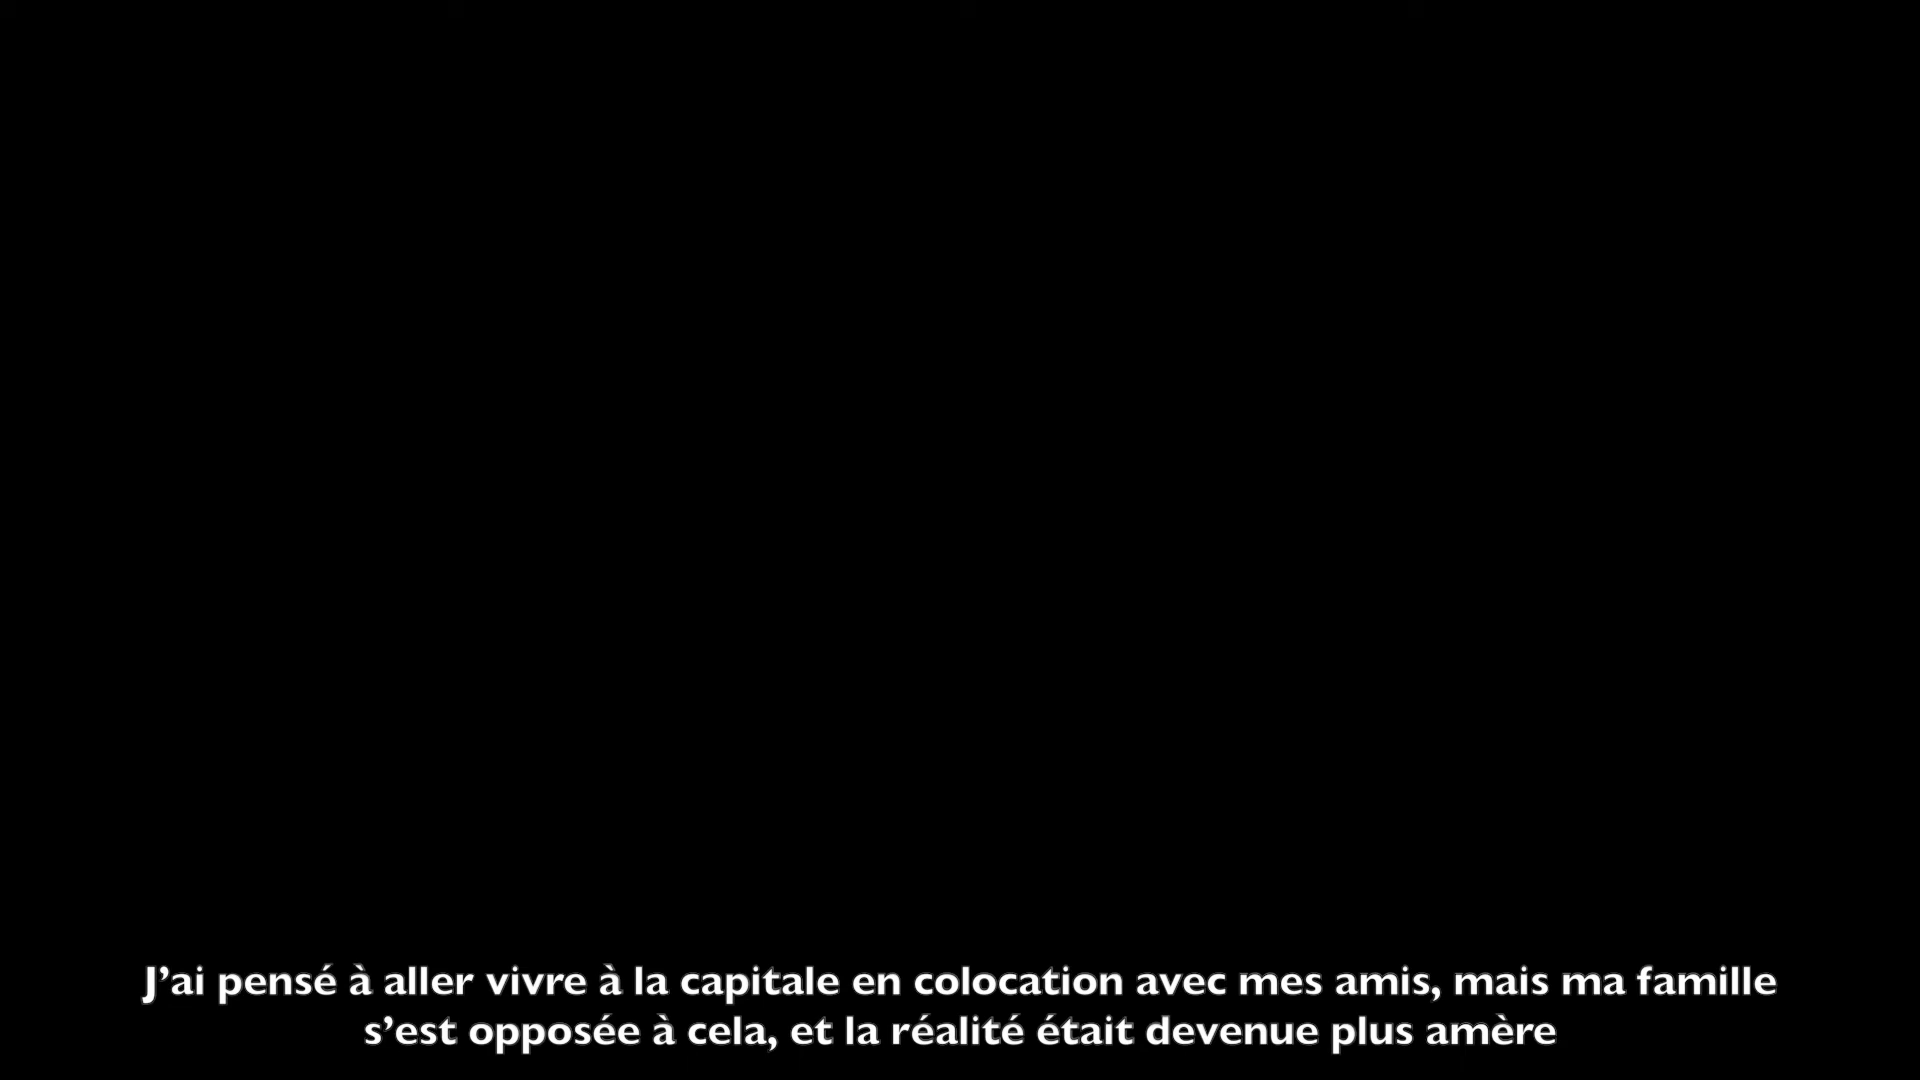 J’ai pensé à aller vivre à la capitale en colocation avec mes amis, mais ma famille
s’est opposée à cela, et la réalité était devenue plus amère